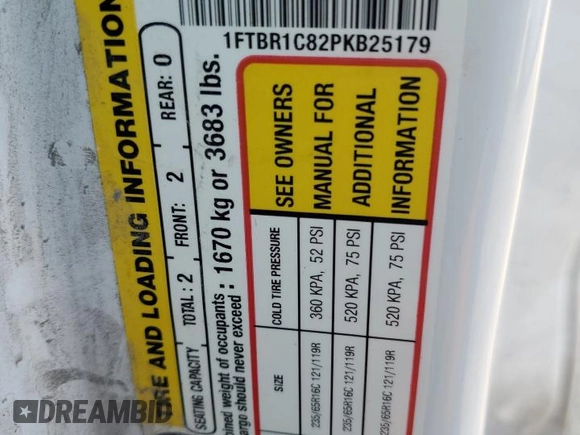 1FTBR1C82PKB25179
TIRE AND LOADING INFORMATION
SEATING CAPACITY TOTAL: 2 FRONT: 2 REAR: 0
of occupants : 1670 kg or 3683 lbs.
should never exceed
SIZE COLD TIRE PRESSURE SEE OWNERS
235/65R16C 121/119R 360 KPA, 52 PSI MANUAL FOR
235/65R16C 121/119R 520 KPA, 75 PSI ADDITIONAL
235/65R16C 121/119R 520 KPA, 75 PSI INFORMATION
DREAMBID